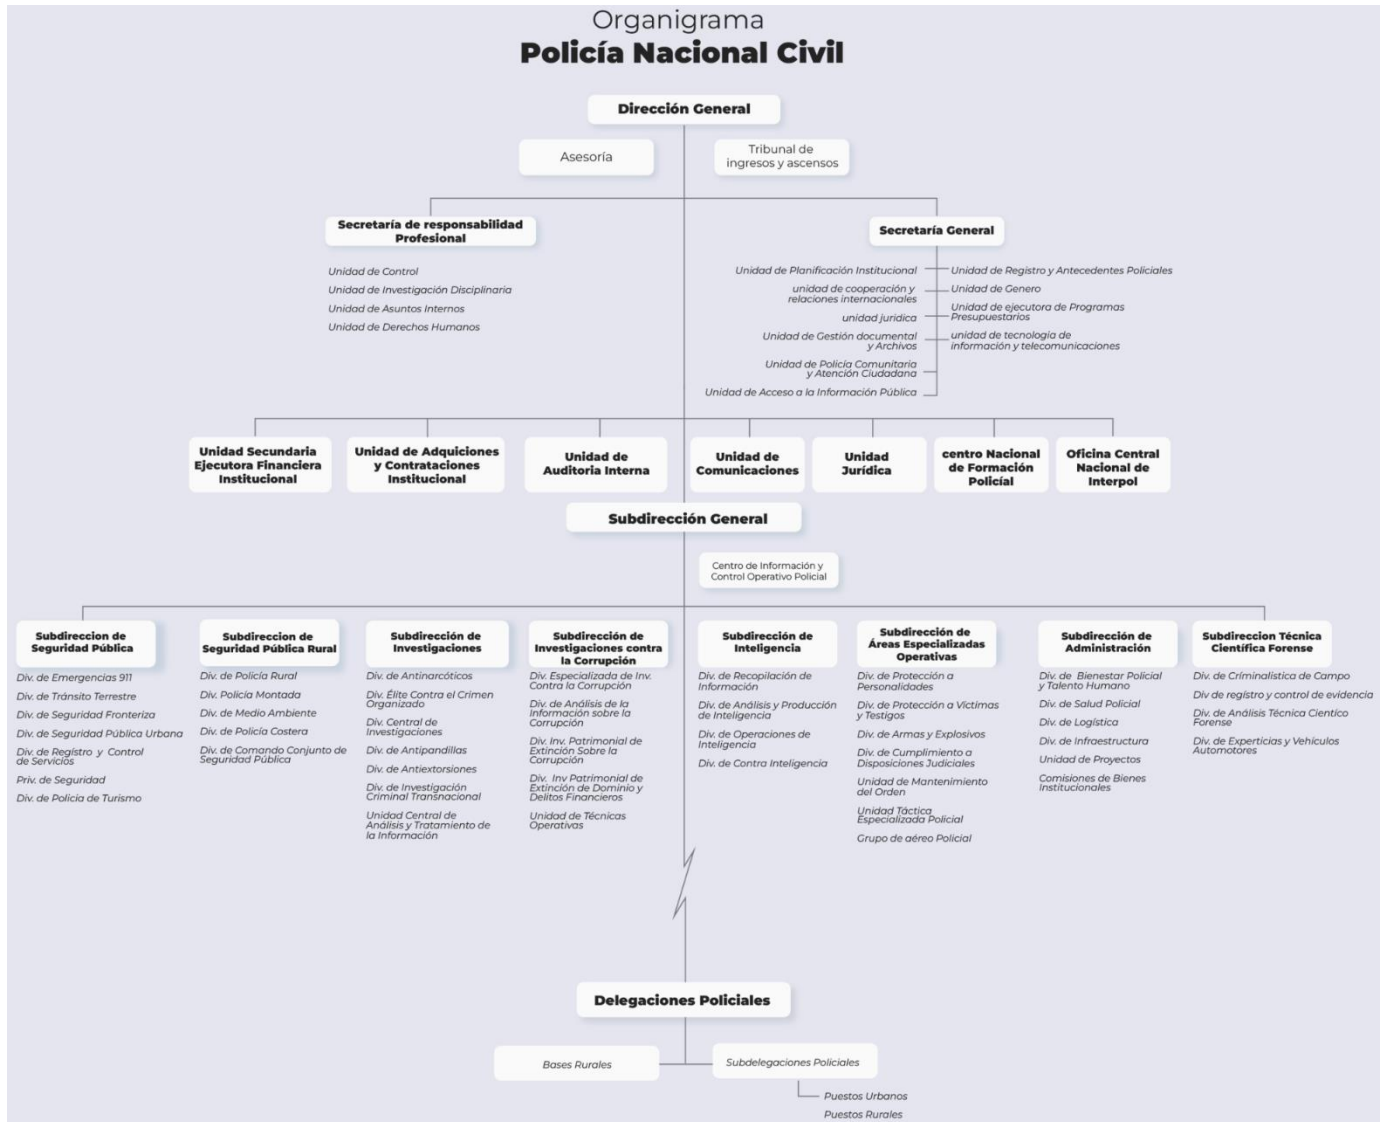 Organigrama
Policía Nacional Civil
Dirección General
Asesoría
Tribunal de
ingresos y ascensos
Secretaría de responsabilidad
Profesional
Unidad de Control
Unidad de Investigación Disciplinaria
Unidad de Asuntos Internos
Unidad de Derechos Humanos
Secretaría General
Unidad de Planificación Institucional
unidad de cooperación y
relaciones internacionales
unidad jurídica
Unidad de Gestión documental
y Archivos
Unidad de Policía Comunitaria
y Atención Ciudadana
Unidad de Acceso a la Información Pública
Unidad de Registro y Antecedentes Policiales
Unidad de Genero
Unidad de ejecutora de Programas
Presupuestarios
unidad de tecnología de
información y telecomunicaciones
Unidad Secundaria
Ejecutora Financiera
Institucional
Unidad de Adquiciones
y Contrataciones
Institucional
Unidad de
Auditoria Interna
Unidad de
Comunicaciones
Unidad
Jurídica
centro Nacional
de Formación
Policíal
Oficina Central
Nacional de
Interpol
Subdirección General
Centro de Información y
Control Operativo Policial
Subdireccion de
Seguridad Pública
Div. de Emergencias 911
Div. de Tránsito Terrestre
Div. de Seguridad Fronteriza
Div. de Seguridad Pública Urbana
Div. de Registro y Control
de Servicios
Priv. de Seguridad
Div. de Policia de Turismo
Subdireccion de
Seguridad Pública Rural
Div. de Policía Rural
Div. Policía Montada
Div. de Medio Ambiente
Div. de Policía Costera
Div. de Comando Conjunto de
Seguridad Pública
Subdirección de
Investigaciones
Div. de Antinarcóticos
Div. Élite Contra el Crimen
Organizado
Div. Central de
Investigaciones
Div. de Antipandillas
Div. de Antiextorsiones
Div. de Investigación
Criminal Transnacional
Unidad Central de
Análisis y Tratamiento de
la Información
Subdirección de
Investigaciones contra
la Corrupción
Div. Especializada de Inv.
Contra la Corrupción
Div. de Análisis de la
Información sobre la
Corrupción
Div. Inv. Patrimonial de
Extinción Sobre la
Corrupción
Div. Inv Patrimonial de
Extinción de Dominio y
Delitos Financieros
Unidad de Técnicas
Operativas
Subdirección de
Inteligencia
Div. de Recopilación de
Información
Div. de Análisis y Producción
de Inteligencia
Div. de Operaciones de
Inteligencia
Div. de Contra Inteligencia
Subdirección de
Áreas Especializadas
Operativas
Div. de Protección a
Personalidades
Div. de Protección a Víctimas
y Testigos
Div. de Armas y Explosivos
Div. de Cumplimiento a
Disposiciones Judiciales
Unidad de Mantenimiento
del Orden
Unidad Táctica
Especializada Policial
Grupo de aéreo Policial
Subdirección de
Administración
Div. de Bienestar Policial
y Talento Humano
Div. de Salud Policial
Div. de Logística
Div. de Infraestructura
Unidad de Proyectos
Comisiones de Bienes
Institucionales
Subdireccion Técnica
Científica Forense
Div. de Críminalística de Campo
Div de registro y control de evidencia
Div. de Análisis Técnica Cientíco
Forense
Div. de Experticias y Vehículos
Automotores
Delegaciones Policiales
Bases Rurales
Subdelegaciones Policiales
Puestos Urbanos
Puestos Rurales